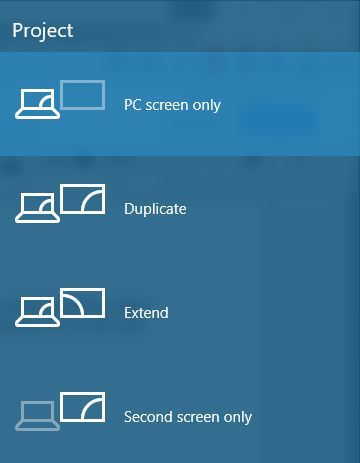 Project
PC screen only
Duplicate
Extend
Second screen only